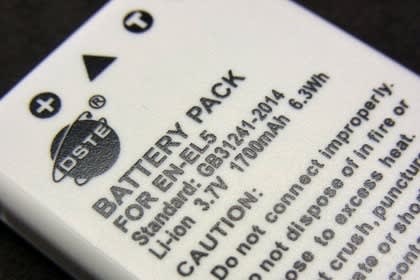 + T
DSTE ®
BATTERY PACK
FOR EN-EL5
Standard: GB31241-2014
Li-ion 3.7V 1700mAh 6.3Wh
CAUTION:
Do not connect improperly.
Do not dispose of in fire or
to excess heat
crush, punct